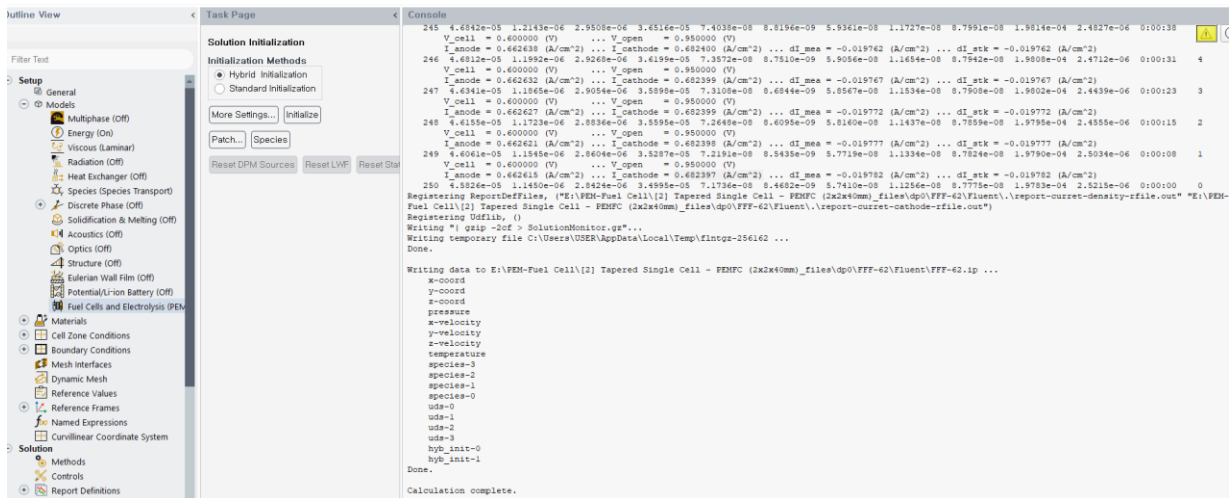 Outline View
Filter Text
Setup
General
Models
Multiphase (Off)
Energy (On)
Viscous (Laminar)
Radiation (Off)
Heat Exchanger (Off)
Species (Species Transport)
Discrete Phase (Off)
Solidification & Melting (Off)
Acoustics (Off)
Optics (Off)
Structure (Off)
Eulerian Wall Film (Off)
Potential/Li-ion Battery (Off)
Fuel Cells and Electrolysis (PEM
Materials
Cell Zone Conditions
Boundary Conditions
Mesh Interfaces
Dynamic Mesh
Reference Values
Reference Frames
Named Expressions
Curvilinear Coordinate System
Solution
Methods
Controls
Report Definitions
Task Page
Solution Initialization
Initialization Methods
Hybrid Initialization
Standard Initialization
More Settings... Initialize
Patch... Species
Reset DPM Sources Reset LWF Reset Stat
Console
245 4.6842e-05 1.2143e-06 2.9508e-06 3.6516e-05 7.4038e-08 8.8196e-09 5.9361e-08 1.1727e-08 8.7991e-09 1.9814e-04 2.4827e-06 0:00:38
V_cell = 0.600000 (V) ... V_open = 0.950000 (V)
I_anode = 0.662638 (A/cm^2) ... I_cathode = 0.682400 (A/cm^2) ... dI_mea = -0.019762 (A/cm^2) ... dI_stk = -0.019762 (A/cm^2)
246 4.6812e-05 1.1992e-06 2.9268e-06 3.6199e-05 7.3572e-08 8.7510e-09 5.9056e-08 1.1654e-08 8.7942e-09 1.9808e-04 2.4712e-06 0:00:31 4
V_cell = 0.600000 (V) ... V_open = 0.950000 (V)
I_anode = 0.662632 (A/cm^2) ... I_cathode = 0.682399 (A/cm^2) ... dI_mea = -0.019767 (A/cm^2) ... dI_stk = -0.019767 (A/cm^2)
247 4.6341e-05 1.1865e-06 2.9054e-06 3.5898e-05 7.3108e-08 8.6844e-09 5.8567e-08 1.1534e-08 8.7908e-09 1.9802e-04 2.4439e-06 0:00:23 3
V_cell = 0.600000 (V) ... V_open = 0.950000 (V)
I_anode = 0.662627 (A/cm^2) ... I_cathode = 0.682399 (A/cm^2) ... dI_mea = -0.019772 (A/cm^2) ... dI_stk = -0.019772 (A/cm^2)
248 4.6155e-05 1.1723e-06 2.8836e-06 3.5595e-05 7.2648e-08 8.6095e-09 5.8160e-08 1.1437e-08 8.7859e-09 1.9795e-04 2.4555e-06 0:00:15 2
V_cell = 0.600000 (V) ... V_open = 0.950000 (V)
I_anode = 0.662621 (A/cm^2) ... I_cathode = 0.682398 (A/cm^2) ... dI_mea = -0.019777 (A/cm^2) ... dI_stk = -0.019777 (A/cm^2)
249 4.6061e-05 1.1545e-06 2.8604e-06 3.5287e-05 7.2191e-08 8.5435e-09 5.7719e-08 1.1334e-08 8.7824e-09 1.9790e-04 2.5034e-06 0:00:08 1
V_cell = 0.600000 (V) ... V_open = 0.950000 (V)
I_anode = 0.662615 (A/cm^2) ... I_cathode = 0.682397 (A/cm^2) ... dI_mea = -0.019782 (A/cm^2) ... dI_stk = -0.019782 (A/cm^2)
250 4.5826e-05 1.1450e-06 2.8424e-06 3.4995e-05 7.1736e-08 8.4682e-09 5.7410e-08 1.1256e-08 8.7775e-09 1.9783e-04 2.5215e-06 0:00:00 0
Registering ReportDefFiles, ("E:\PEM-Fuel Cell\[2] Tapered Single Cell - PEMFC (2x2x40mm)_files\dp0\FFF-62\Fluent\.\report-curret-density-rfile.out" "E:\PEM-
Fuel Cell\[2] Tapered Single Cell - PEMFC (2x2x40mm)_files\dp0\FFF-62\Fluent\.\report-curret-cathode-rfile.out")
Registering Udflib, ()
Writing "| gzip -2cf > SolutionMonitor.gz"...
Writing temporary file C:\Users\USER\AppData\Local\Temp\flntgz-256162 ...
Done.
Writing data to E:\PEM-Fuel Cell\[2] Tapered Single Cell - PEMFC (2x2x40mm)_files\dp0\FFF-62\Fluent\FFF-62.ip ...
x-coord
y-coord
z-coord
pressure
x-velocity
y-velocity
z-velocity
temperature
species-3
species-2
species-1
species-0
uds-0
uds-1
uds-2
uds-3
hyb_init-0
hyb_init-1
Done.
Calculation complete.